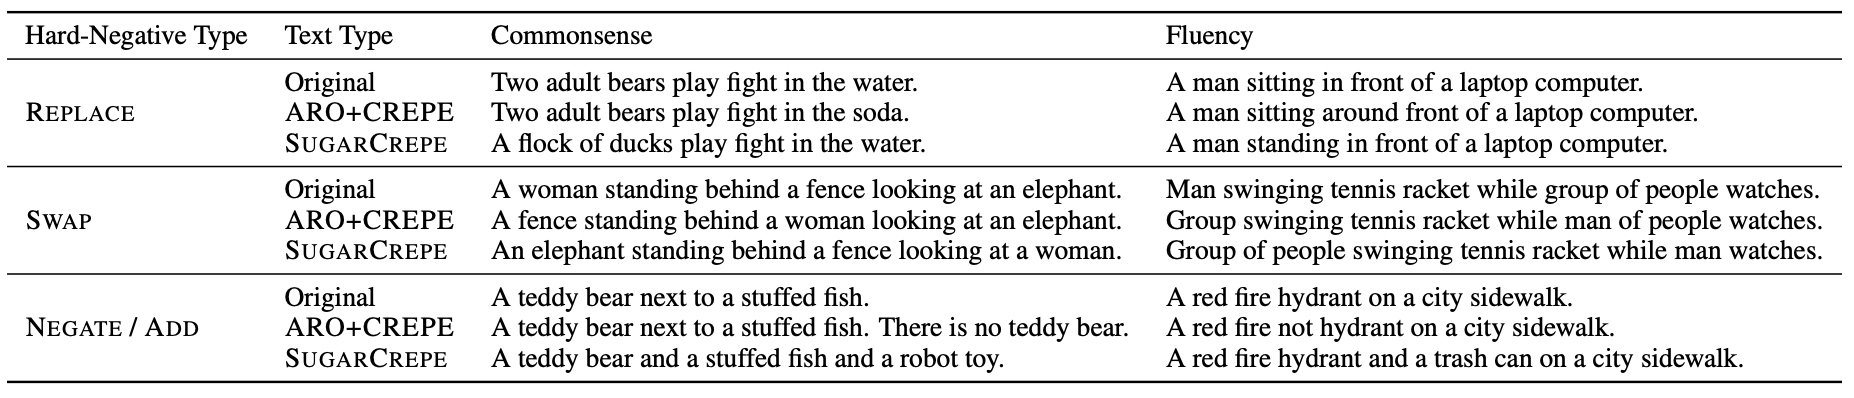 Hard-Negative Type Text Type Commonsense Fluency
Original Two adult bears play fight in the water. A man sitting in front of a laptop computer.
REPLACE ARO+CREPE Two adult bears play fight in the soda. A man sitting around front of a laptop computer.
SUGARCREPE A flock of ducks play fight in the water. A man standing in front of a laptop computer.
Original A woman standing behind a fence looking at an elephant. Man swinging tennis racket while group of people watches.
SWAP ARO+CREPE A fence standing behind a woman looking at an elephant. Group swinging tennis racket while man of people watches.
SUGARCREPE An elephant standing behind a fence looking at a woman. Group of people swinging tennis racket while man watches.
Original A teddy bear next to a stuffed fish. A red fire hydrant on a city sidewalk.
NEGATE / ADD ARO+CREPE A teddy bear next to a stuffed fish. There is no teddy bear. A red fire not hydrant on a city sidewalk.
SUGARCREPE A teddy bear and a stuffed fish and a robot toy. A red fire hydrant and a trash can on a city sidewalk.